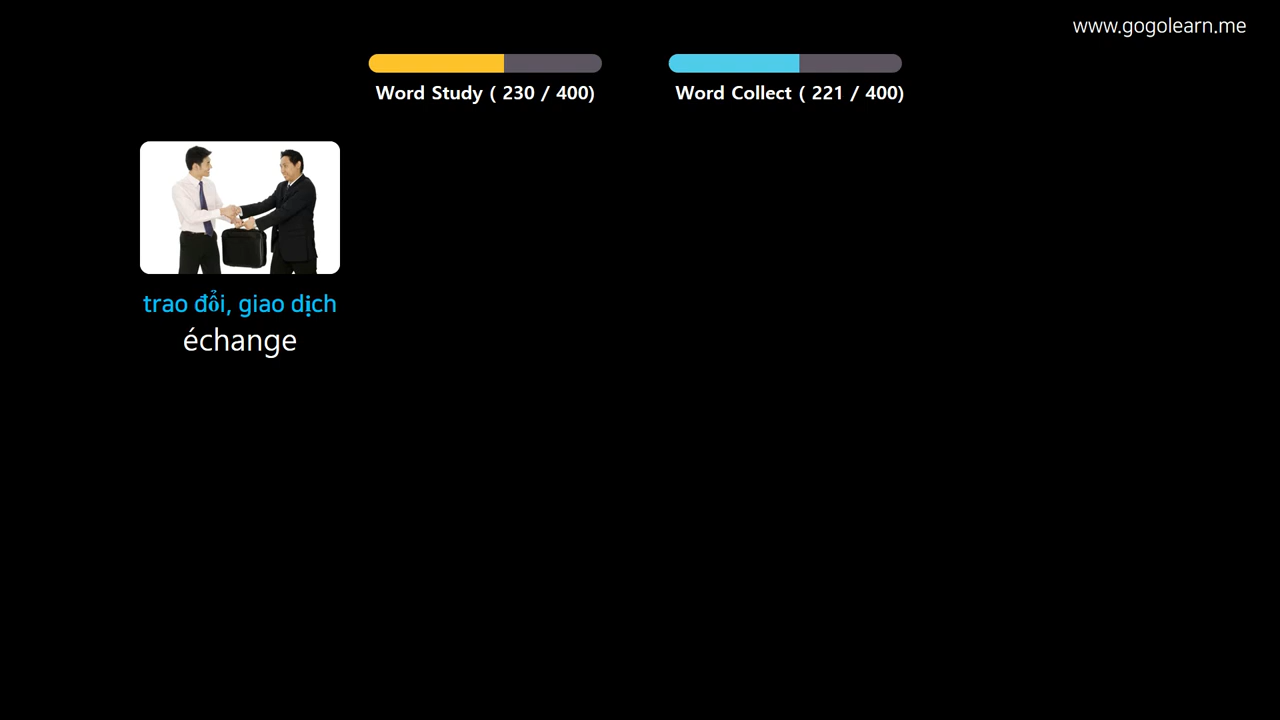 www.gogolearn.me
Word Study ( 230 / 400)
Word Collect ( 221 / 400)
trao đổi, giao dịch
échange